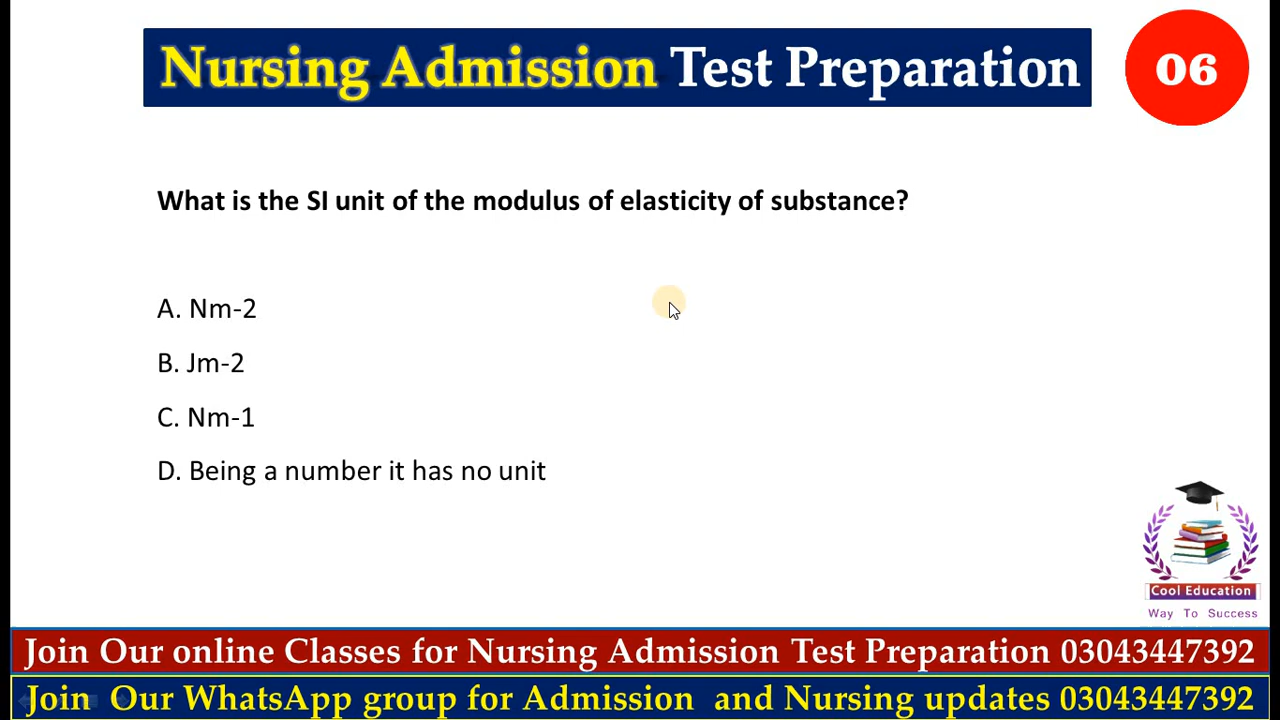 Nursing Admission Test Preparation
06
What is the SI unit of the modulus of elasticity of substance?
A. Nm-2
B. Jm-2
C. Nm-1
D. Being a number it has no unit
Cool Education
Way To Success
Join Our online Classes for Nursing Admission Test Preparation 03043447392
Join Our WhatsApp group for Admission and Nursing updates 03043447392